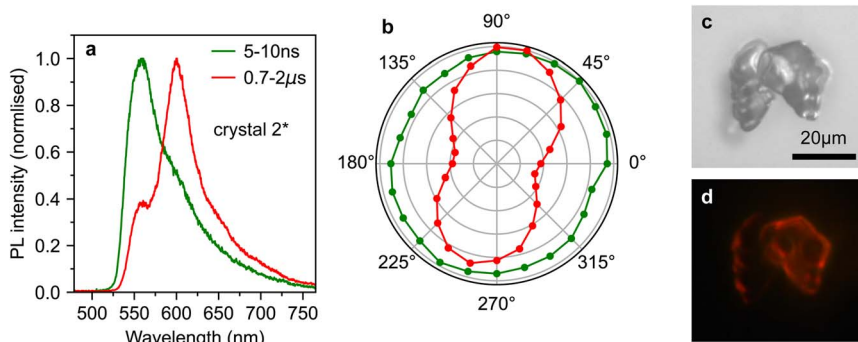 a
5-10ns
0.7-2µs
crystal 2*
PL intensity (normlised)
1.0
0.8
0.6
0.4
0.2
0.0
500
550
600
650
700
750
Wavelength (nm)
b
90°
135°
45°
180°
0°
225°
315°
270°
c
20µm
d